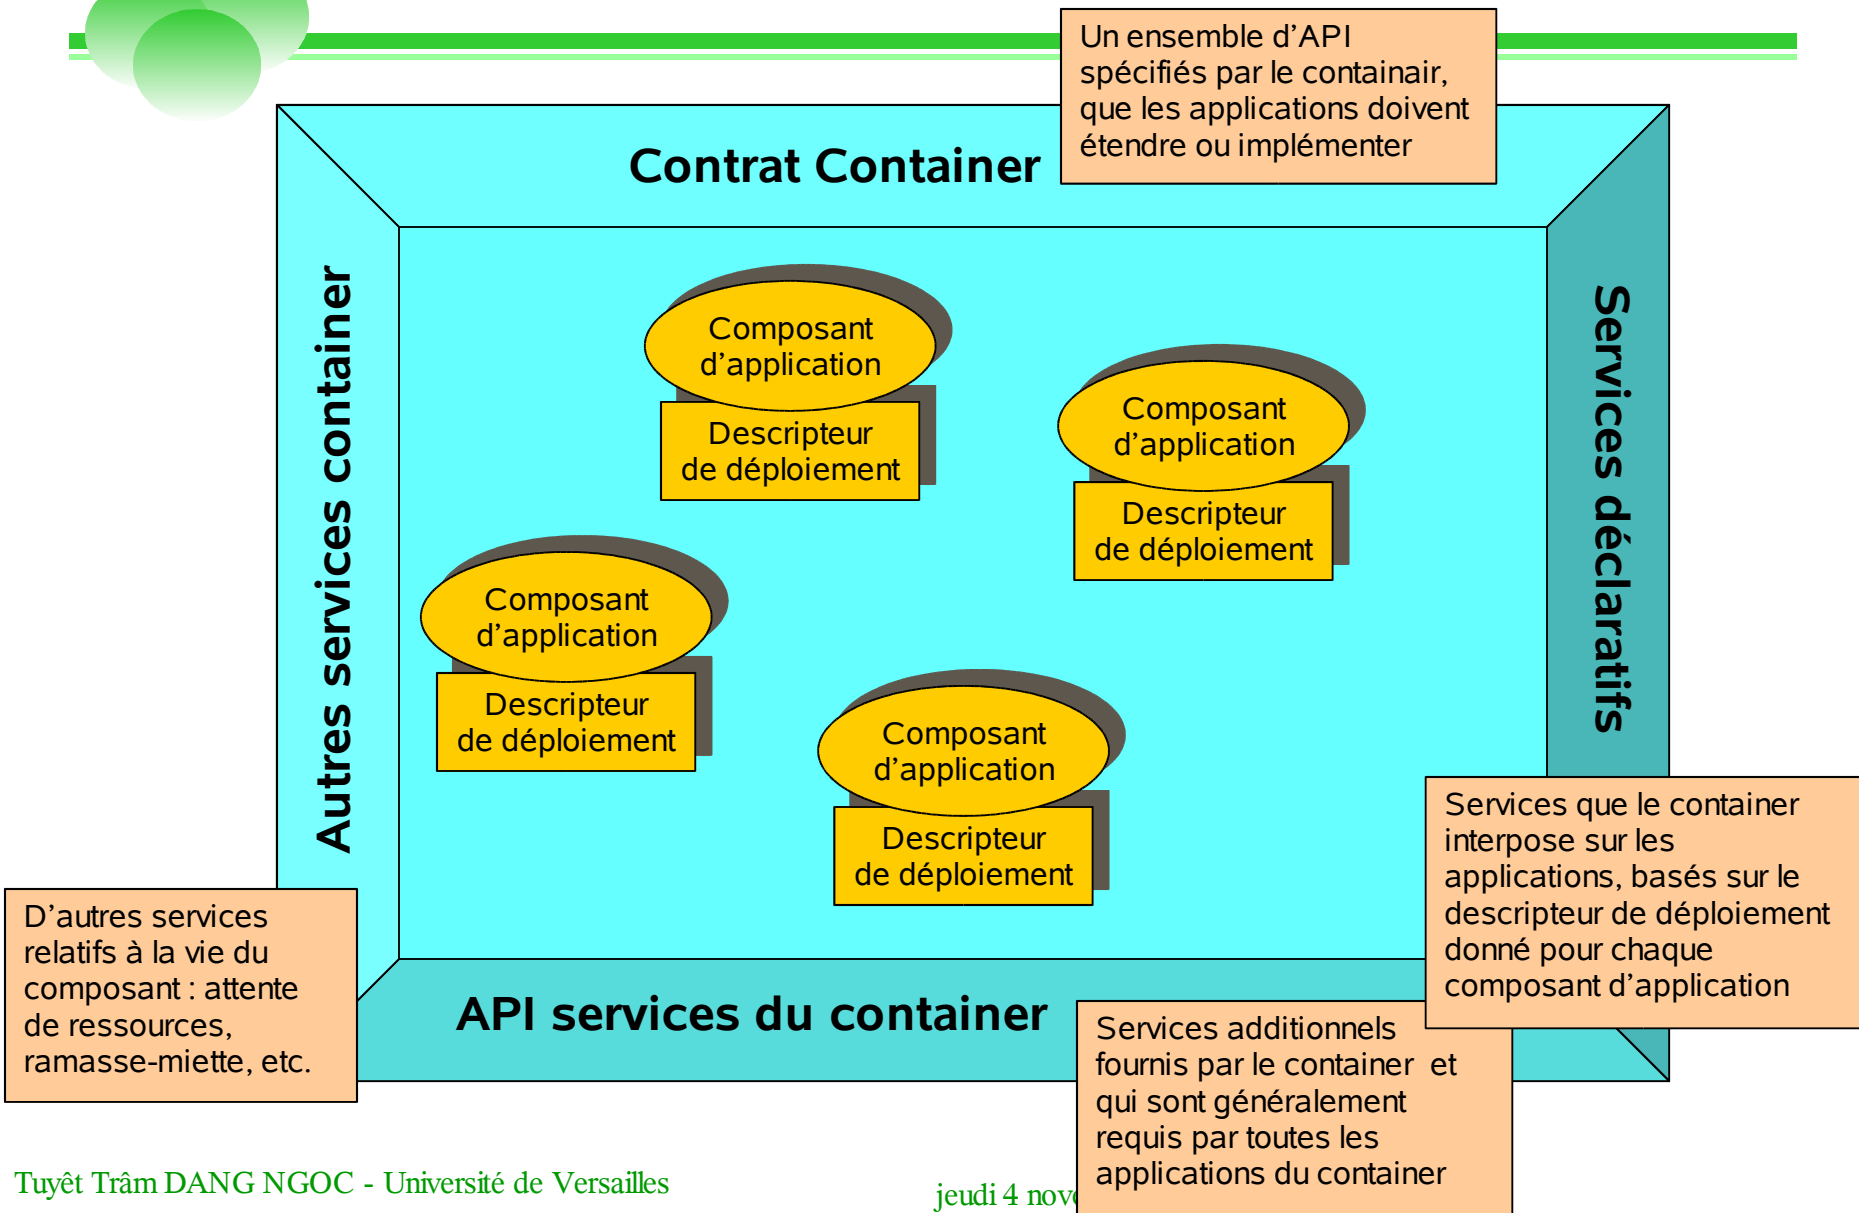 Un ensemble d’API
spécifiés par le containair,
que les applications doivent
étendre ou implémenter
Contrat Container
Autres services container
Services déclaratifs
Composant
d’application
Descripteur
de déploiement
Composant
d’application
Descripteur
de déploiement
Composant
d’application
Descripteur
de déploiement
Composant
d’application
Descripteur
de déploiement
Services que le container
interpose sur les
applications, basés sur le
descripteur de déploiement
donné pour chaque
composant d’application
D’autres services
relatifs à la vie du
composant : attente
de ressources,
ramasse-miette, etc.
API services du container
Services additionnels
fournis par le container et
qui sont généralement
requis par toutes les
applications du container
Tuyêt Trâm DANG NGOC - Université de Versailles
jeudi 4